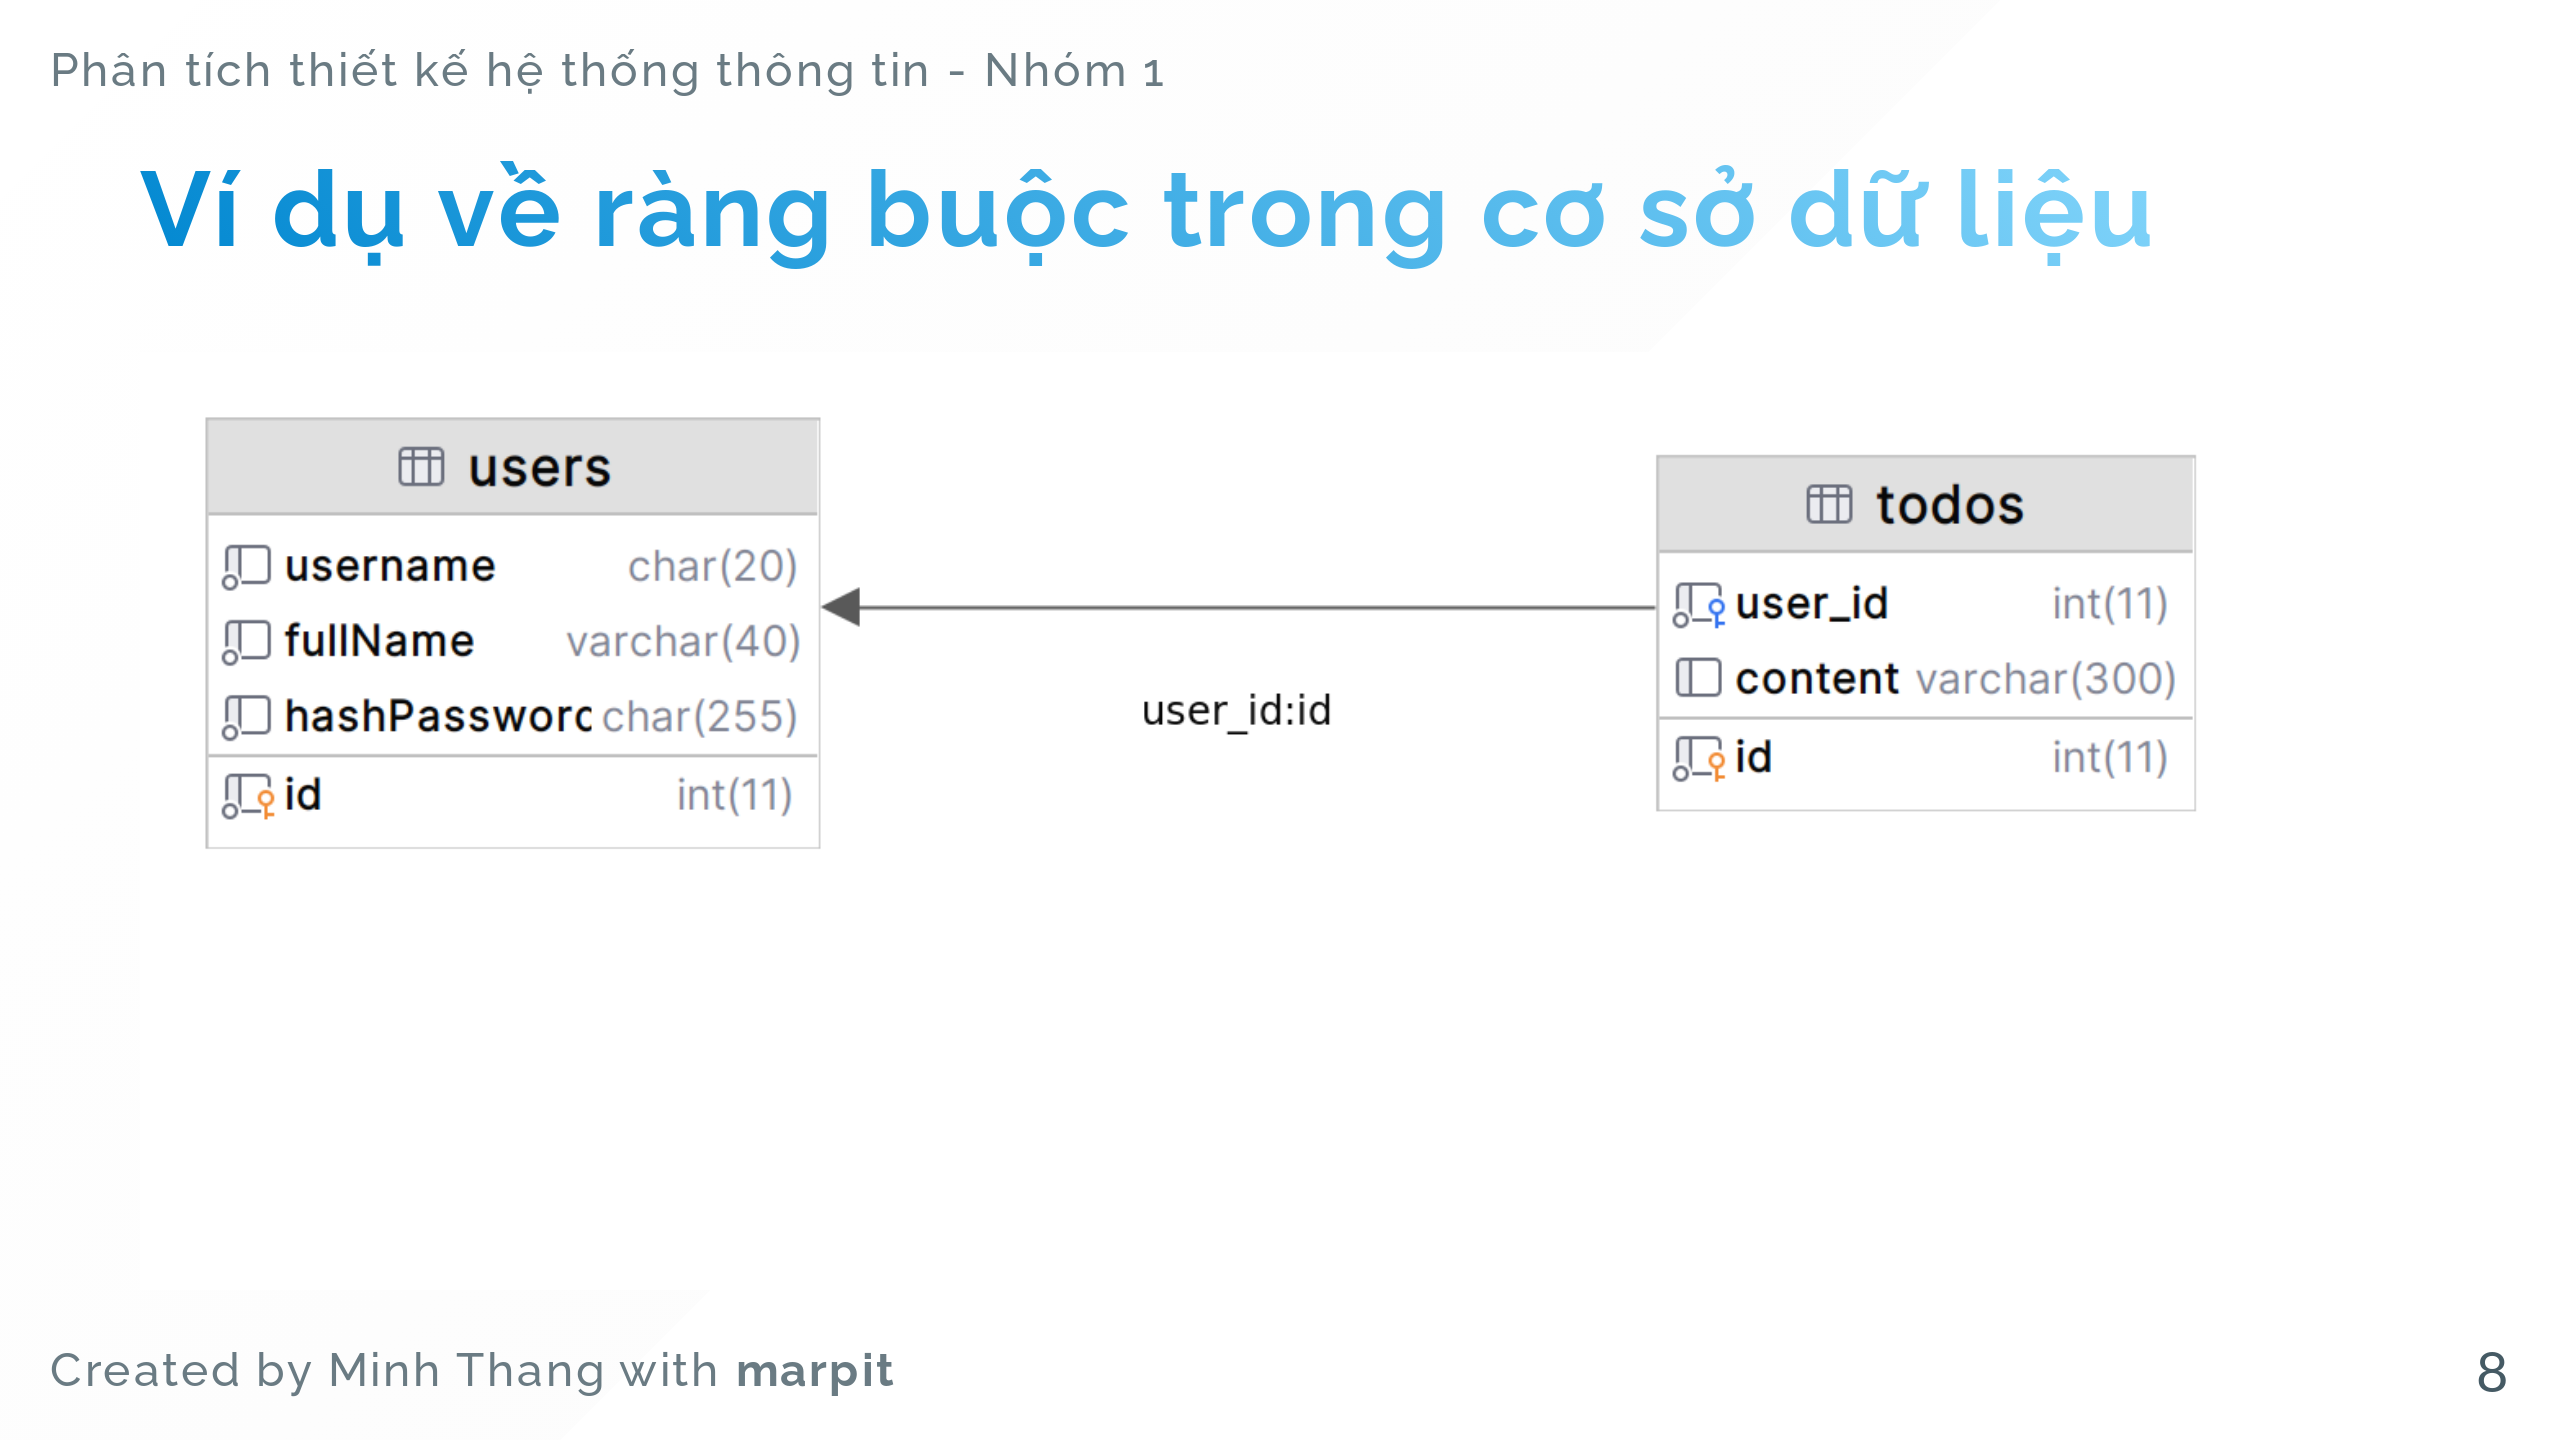 Phân tích thiết kế hệ thống thông tin - Nhóm 1
Ví dụ về ràng buộc trong cơ sở dữ liệu
users
username char(20)
fullName varchar(40)
hashPassword char(255)
id int(11)
user_id:id
todos
user_id int(11)
content varchar(300)
id int(11)
Created by Minh Thang with marpit
8